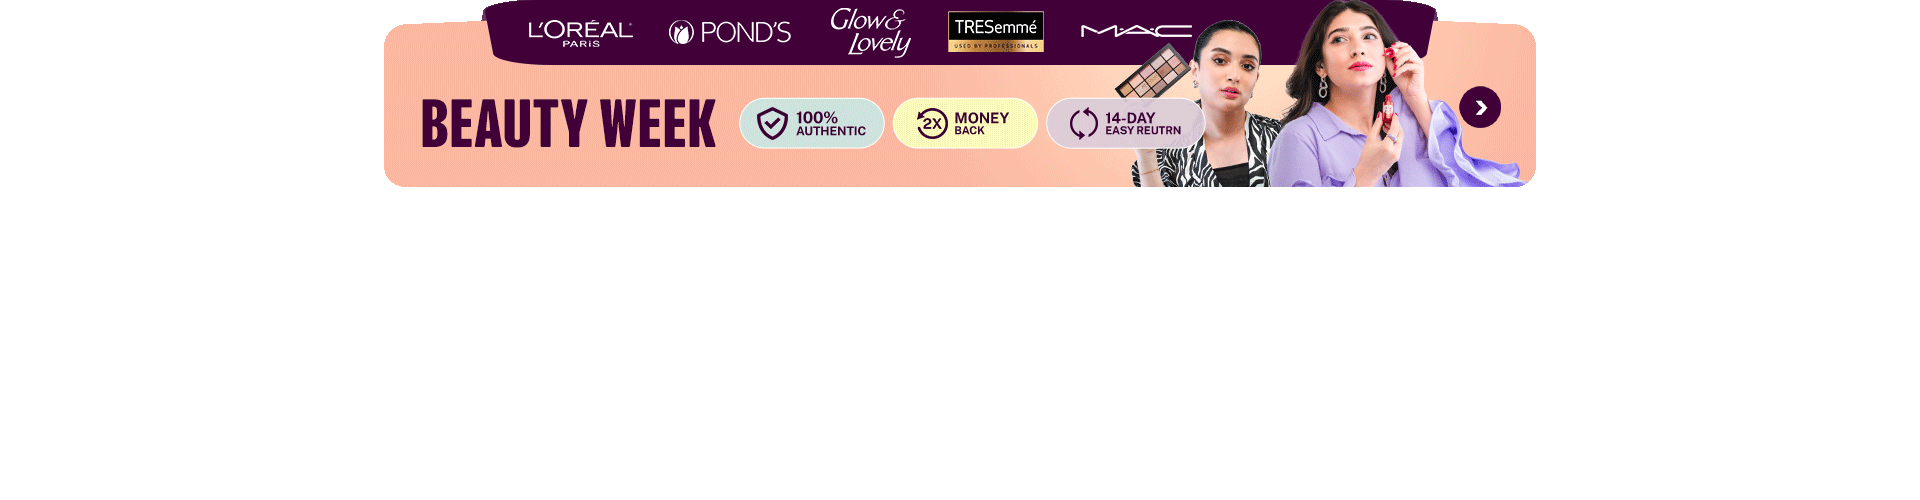 L'ORÉAL
PARIS
POND'S
Glow &
Lovely
TRESemmé
USED BY PROFESSIONALS
MAC
BEAUTY WEEK
100%
AUTHENTIC
2X
MONEY
BACK
14-DAY
EASY REUTRN